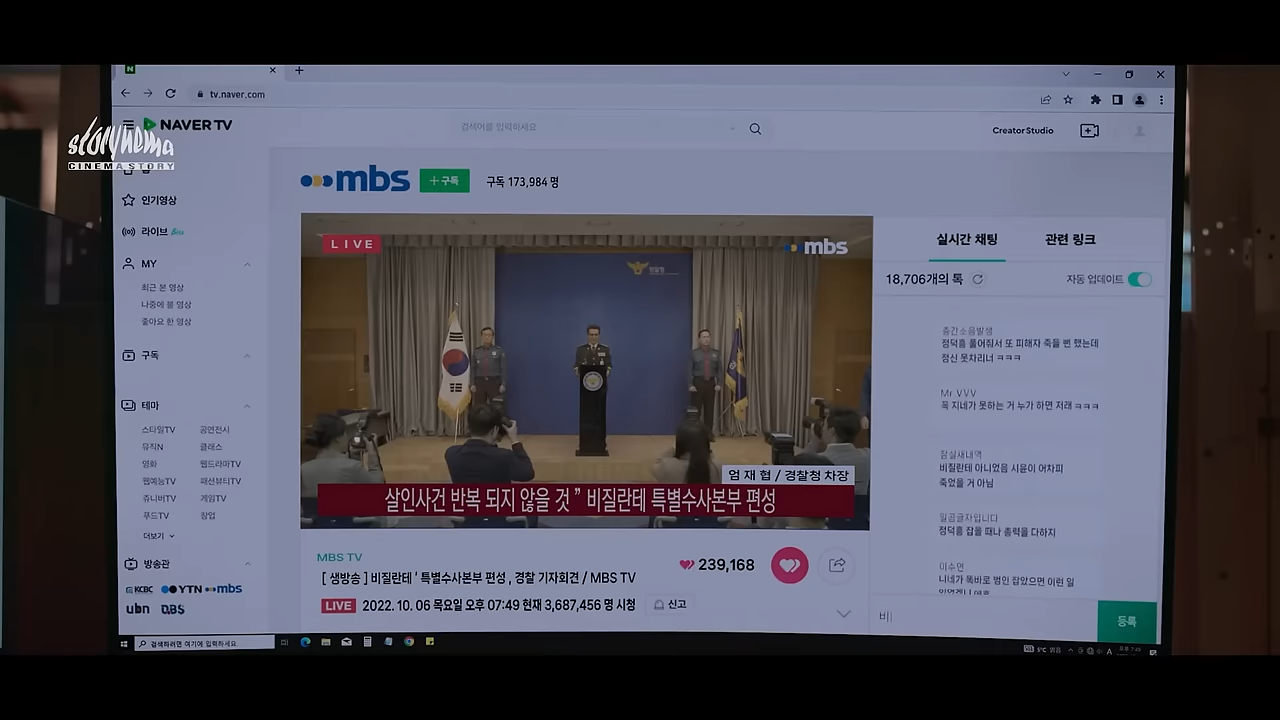 tv.naver.com
storynema
CINEMA STORY
NAVER TV
검색어를 입력하세요
Creator Studio
인기영상
라이브 Beta
MY
최근 본 영상
나중에 볼 영상
좋아요 한 영상
구독
테마
스타일TV 공연전시
뮤직N 클래스
영화 웹드라마TV
웹예능TV 패션뷰티TV
쥬니버TV 게임TV
푸드TV 창업
더보기
방송관
KCBC YTN mbs
ubn DBS
mbs + 구독 구독 173,984 명
LIVE
mbs
엄 재 협 / 경찰청 차장
살인사건 반복 되지 않을 것 " 비질란테 특별수사본부 편성
MBS TV
[ 생방송 ] 비질란테 ' 특별수사본부 편성 , 경찰 기자회견 / MBS TV
239,168
LIVE 2022. 10. 06 목요일 오후 07:49 현재 3,687,456 명 시청 신고
실시간 채팅 관련 링크
18,706개의 톡 자동 업데이트
층간소음발생
정덕흥 풀어줘서 또 피해자 죽을 뻔 했는데
정신 못차리너 ㅋㅋㅋ
Mr VVV
꼭 지네가 못하는 거 누가 하면 저래 ㅋㅋㅋ
잠실새내역
비질란테 아니었음 시윤이 어차피
죽었을 거 아님
일곱글자입니다
정덕흥 잡을 때나 총력을 다하지
이수연
니네가 똑바로 범인 잡았으면 이런 일
비
등록
검색하려면 여기에 입력하세요
5°C 맑음